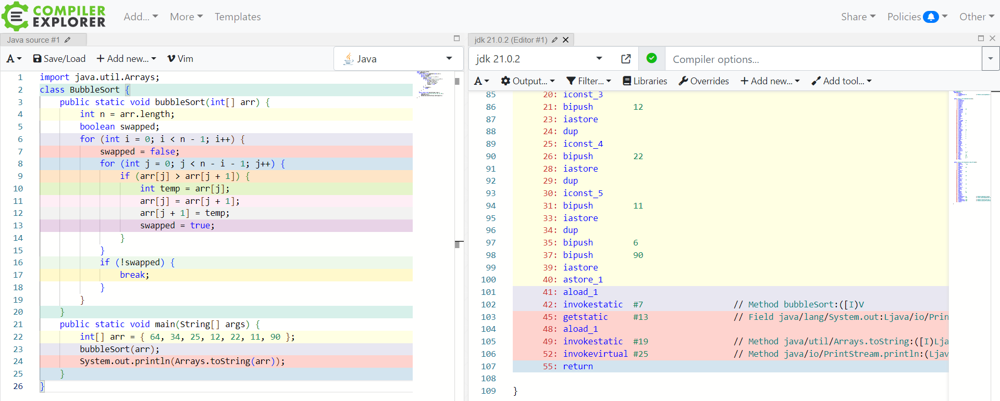 COMPILER
EXPLORER
Add...
More
Templates
Share
Policies
Other
Java source #1
A
Save/Load
Add new...
Vim
Java
1 import java.util.Arrays;
2 class BubbleSort {
3     public static void bubbleSort(int[] arr) {
4         int n = arr.length;
5         boolean swapped;
6         for (int i = 0; i < n - 1; i++) {
7             swapped = false;
8             for (int j = 0; j < n - i - 1; j++) {
9                 if (arr[j] > arr[j + 1]) {
10                     int temp = arr[j];
11                     arr[j] = arr[j + 1];
12                     arr[j + 1] = temp;
13                     swapped = true;
14                 }
15             }
16             if (!swapped) {
17                 break;
18             }
19         }
20     }
21     public static void main(String[] args) {
22         int[] arr = { 64, 34, 25, 12, 22, 11, 90 };
23         bubbleSort(arr);
24         System.out.println(Arrays.toString(arr));
25     }
26 }
jdk 21.0.2 (Editor #1)
jdk 21.0.2
Compiler options...
A
Output...
Filter...
Libraries
Overrides
Add new...
Add tool...
85 20: iconst_3
86 21: bipush 12
87 23: iastore
88 24: dup
89 25: iconst_4
90 26: bipush 22
91 28: iastore
92 29: dup
93 30: iconst_5
94 31: bipush 11
95 33: iastore
96 34: dup
97 35: bipush 6
98 37: bipush 90
99 39: iastore
100 40: astore_1
101 41: aload_1
102 42: invokestatic #7 // Method bubbleSort:([I)V
103 45: getstatic #13 // Field java/lang/System.out:Ljava/io/Prin
104 48: aload_1
105 49: invokestatic #19 // Method java/util/Arrays.toString:([I)Lja
106 52: invokevirtual #25 // Method java/io/PrintStream.println:(Ljav
107 55: return
108
109 }